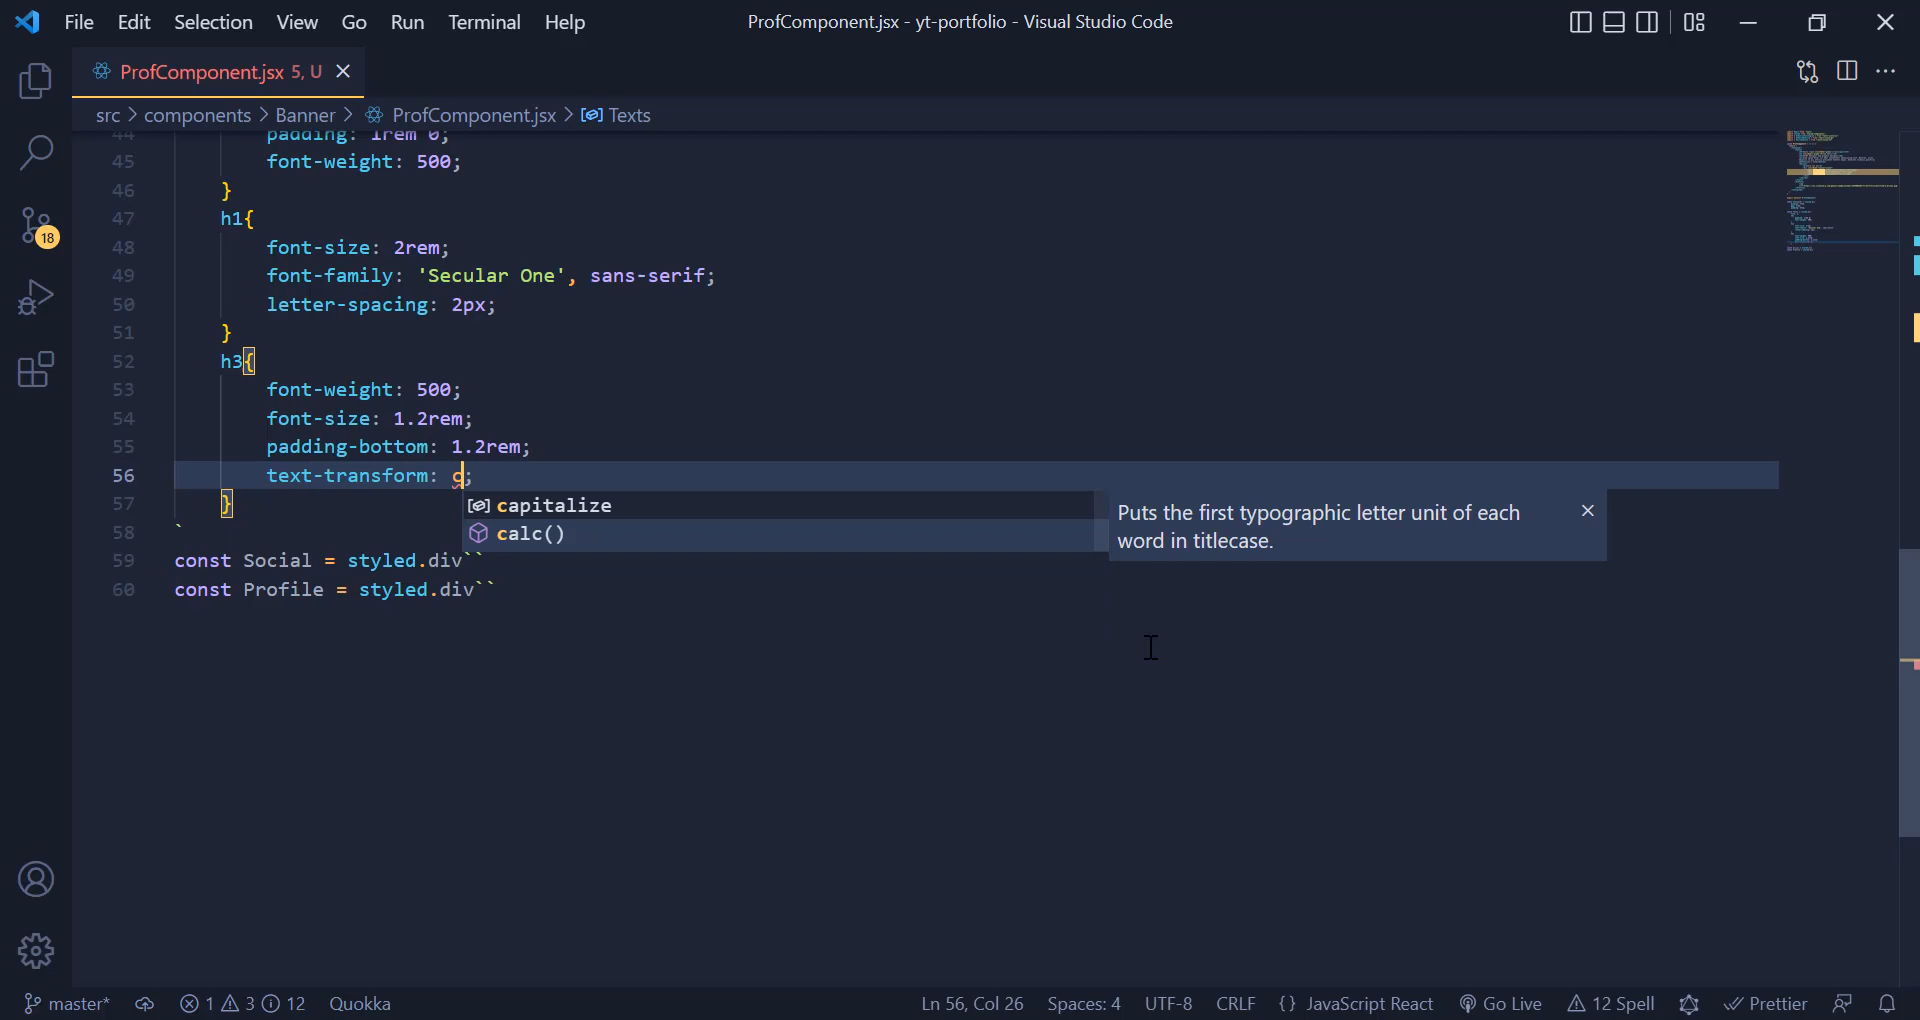 File Edit Selection View Go Run Terminal Help ProfComponent.jsx - yt-portfolio - Visual Studio Code
ProfComponent.jsx 5, U
src > components > Banner > ProfComponent.jsx > Texts
44 padding: 1rem 0;
45 font-weight: 500;
46 }
47 h1{
48 font-size: 2rem;
49 font-family: 'Secular One', sans-serif;
50 letter-spacing: 2px;
51 }
52 h3{
53 font-weight: 500;
54 font-size: 1.2rem;
55 padding-bottom: 1.2rem;
56 text-transform: c;
57 }
capitalize
calc()
Puts the first typographic letter unit of each
word in titlecase.
58 `
59 const Social = styled.div``
60 const Profile = styled.div``
18
master* 1 3 12 Quokka Ln 56, Col 26 Spaces: 4 UTF-8 CRLF {} JavaScript React Go Live 12 Spell Prettier